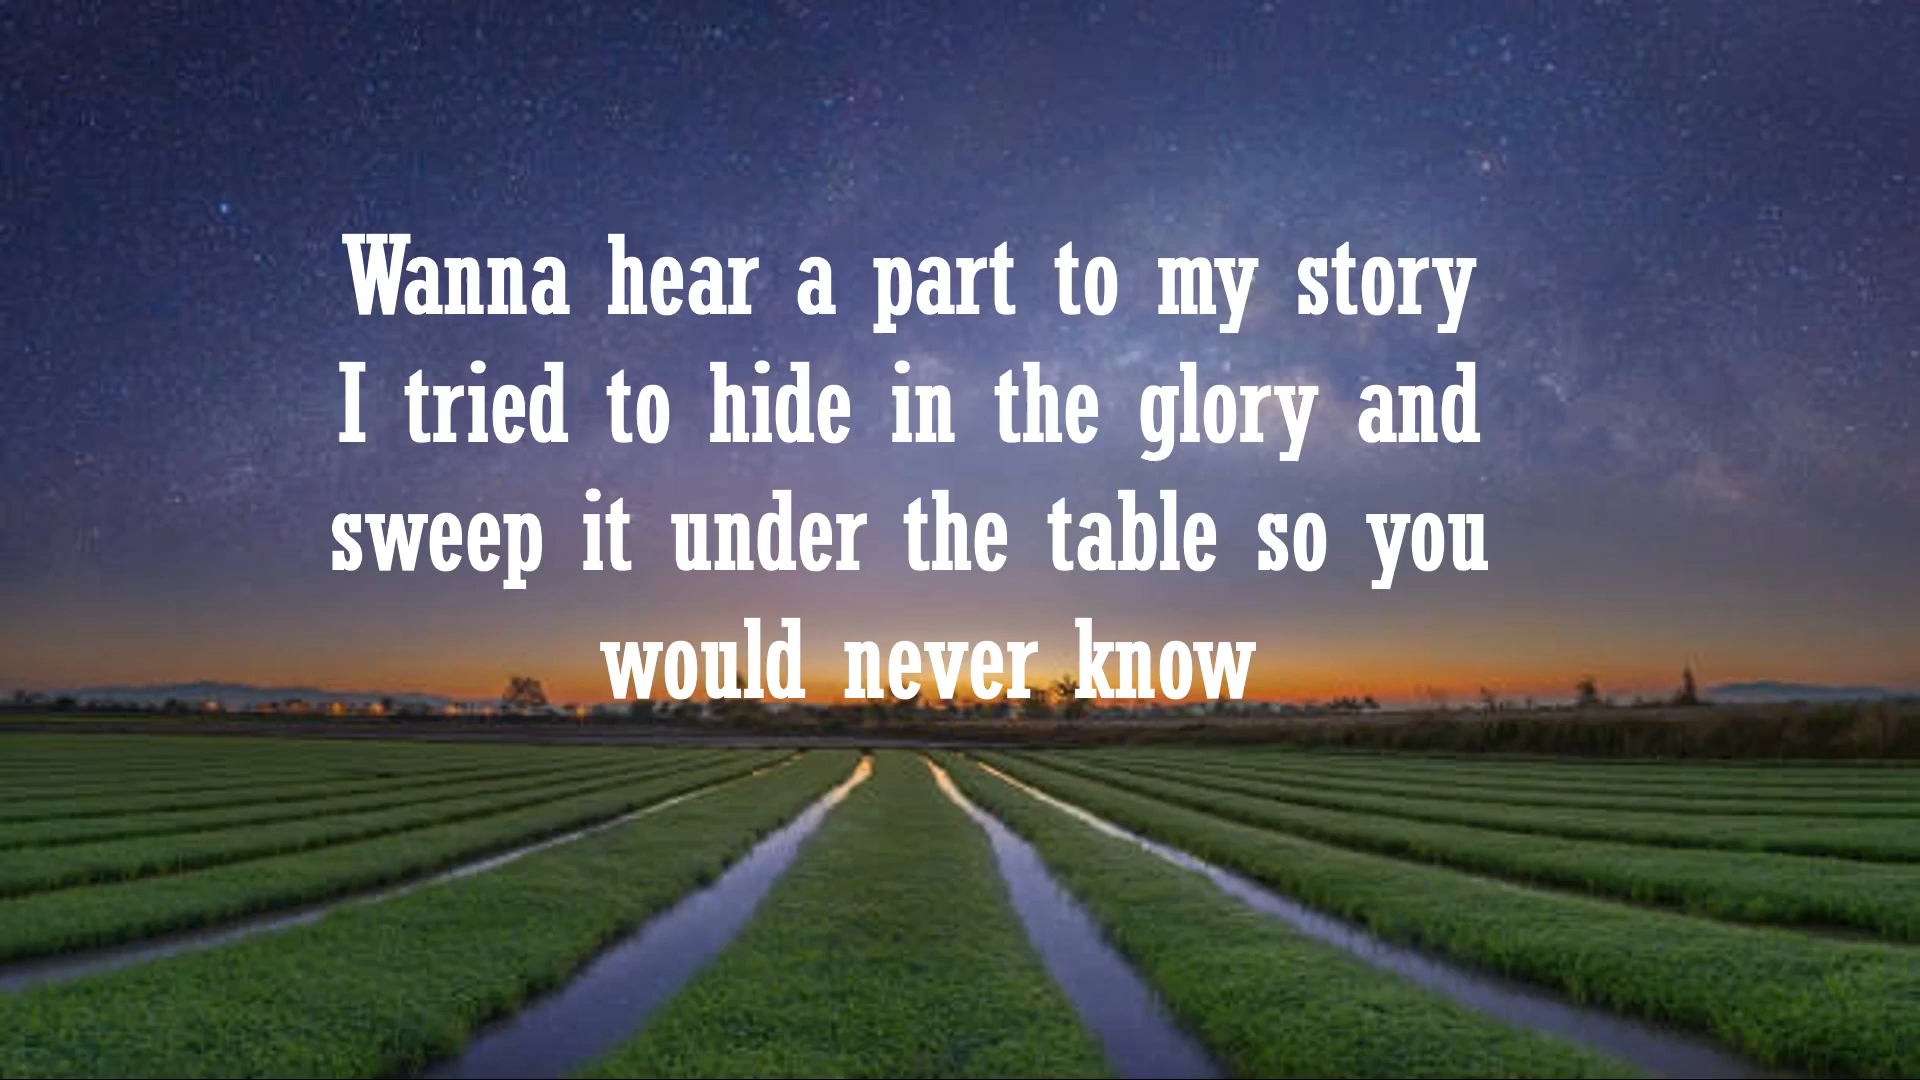 Wanna hear a part to my story
I tried to hide in the glory and
sweep it under the table so you
would never know